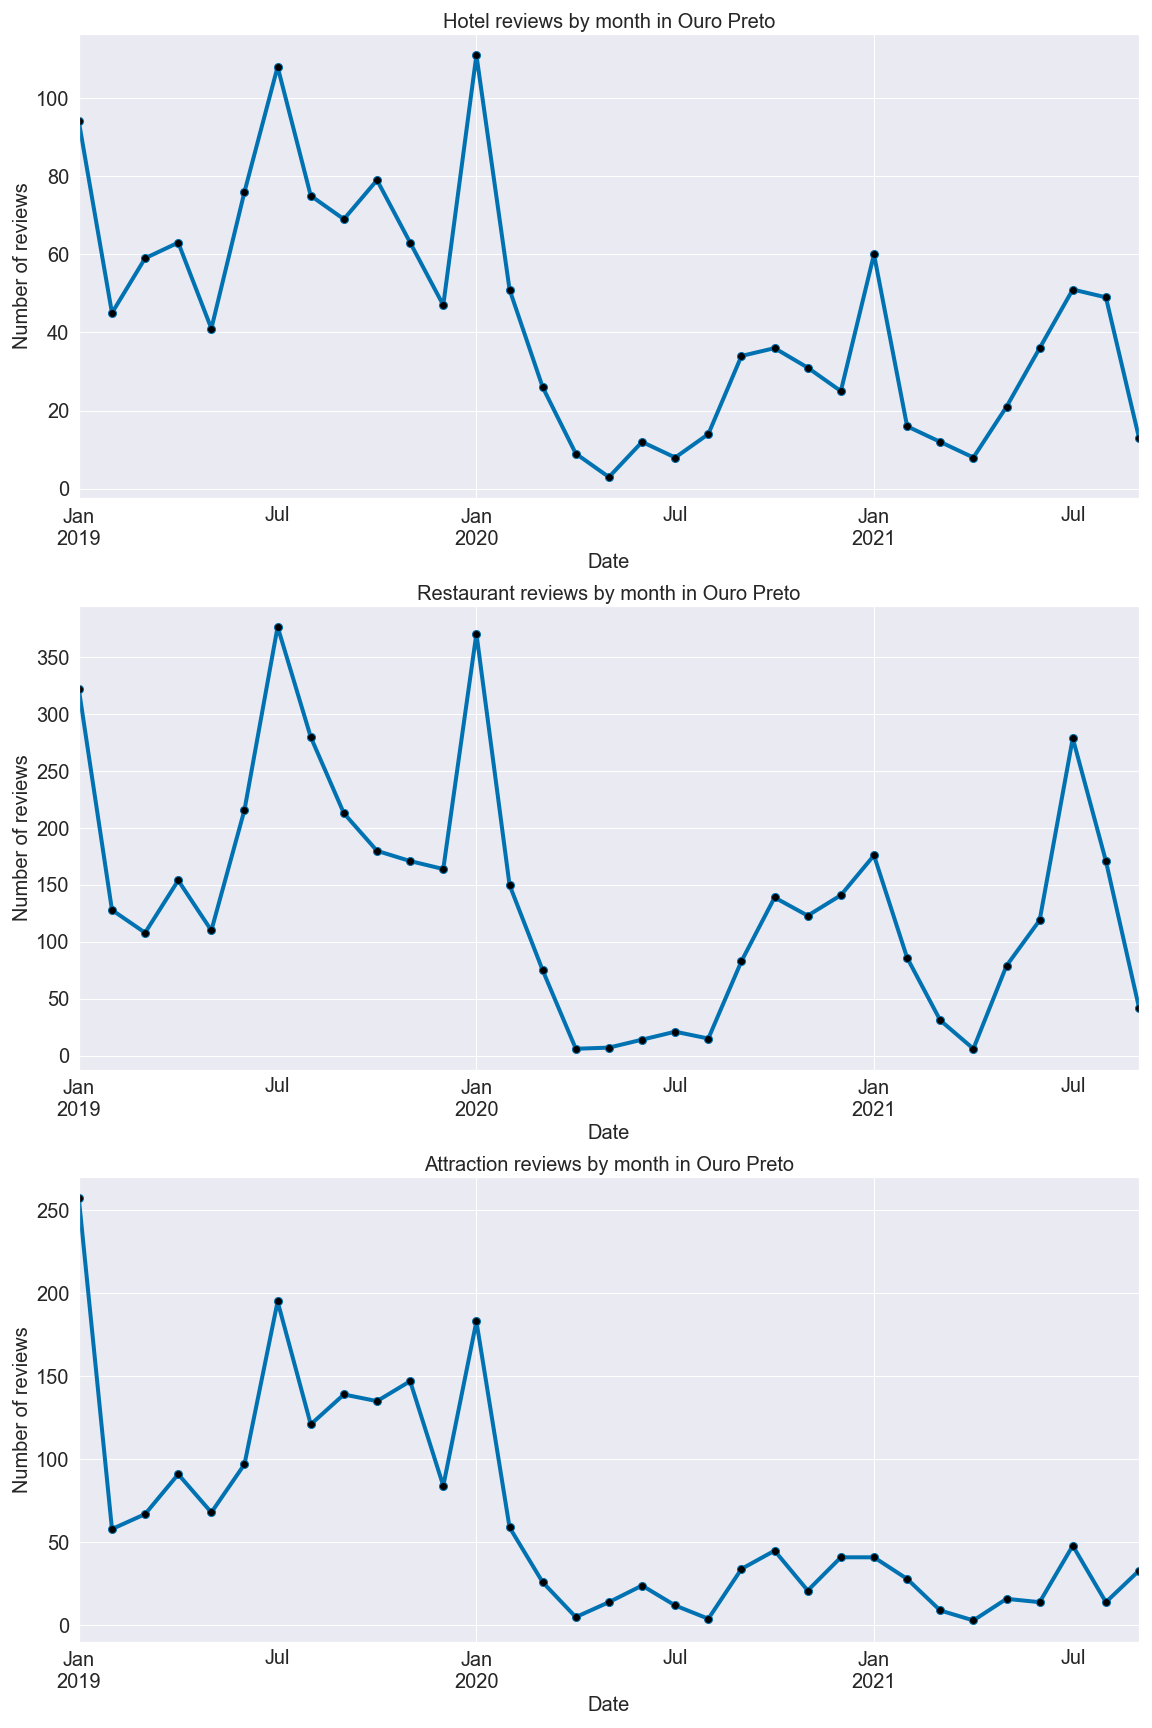 Hotel reviews by month in Ouro Preto
Number of reviews
100
80
60
40
20
0
Jan Jul Jan Jul Jan Jul
2019 2020 2021
Date
Restaurant reviews by month in Ouro Preto
Number of reviews
350
300
250
200
150
100
50
0
Jan Jul Jan Jul Jan Jul
2019 2020 2021
Date
Attraction reviews by month in Ouro Preto
Number of reviews
250
200
150
100
50
0
Jan Jul Jan Jul Jan Jul
2019 2020 2021
Date